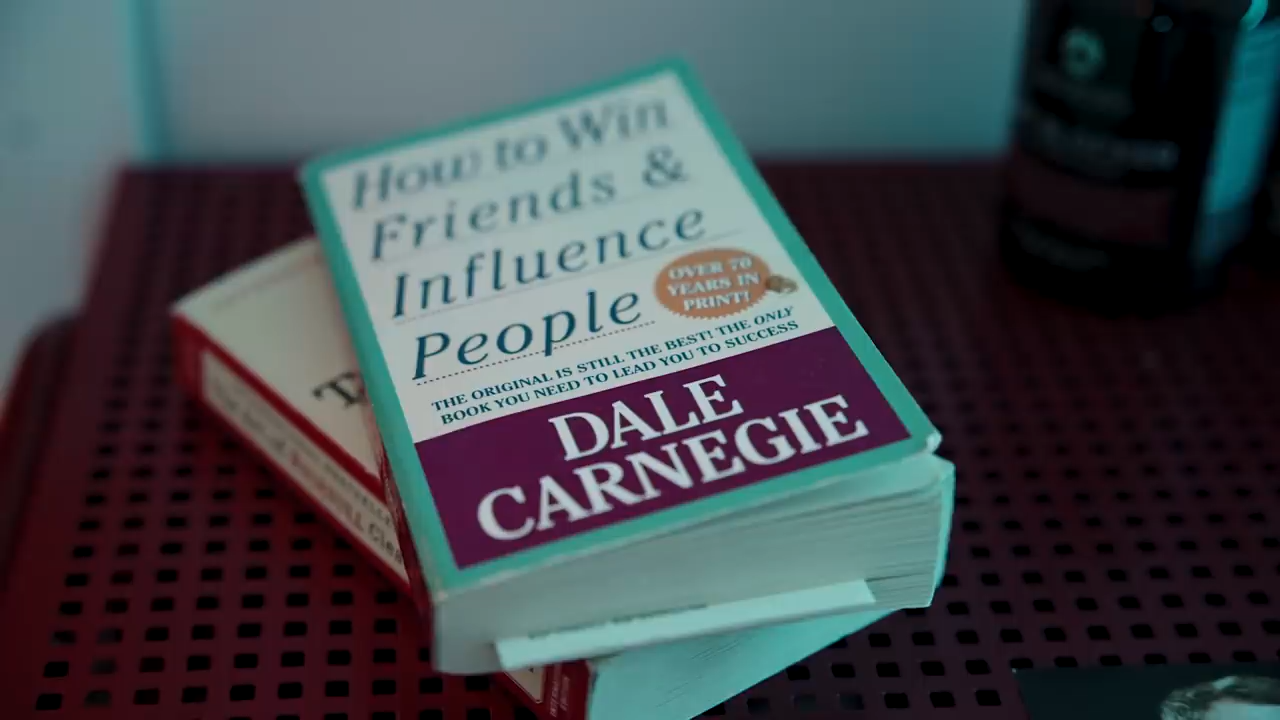 How to Win
Friends &
Influence
People
OVER 70
YEARS IN
PRINT!
THE ORIGINAL IS STILL THE BEST! THE ONLY
BOOK YOU NEED TO LEAD YOU TO SUCCESS
DALE
CARNEGIE